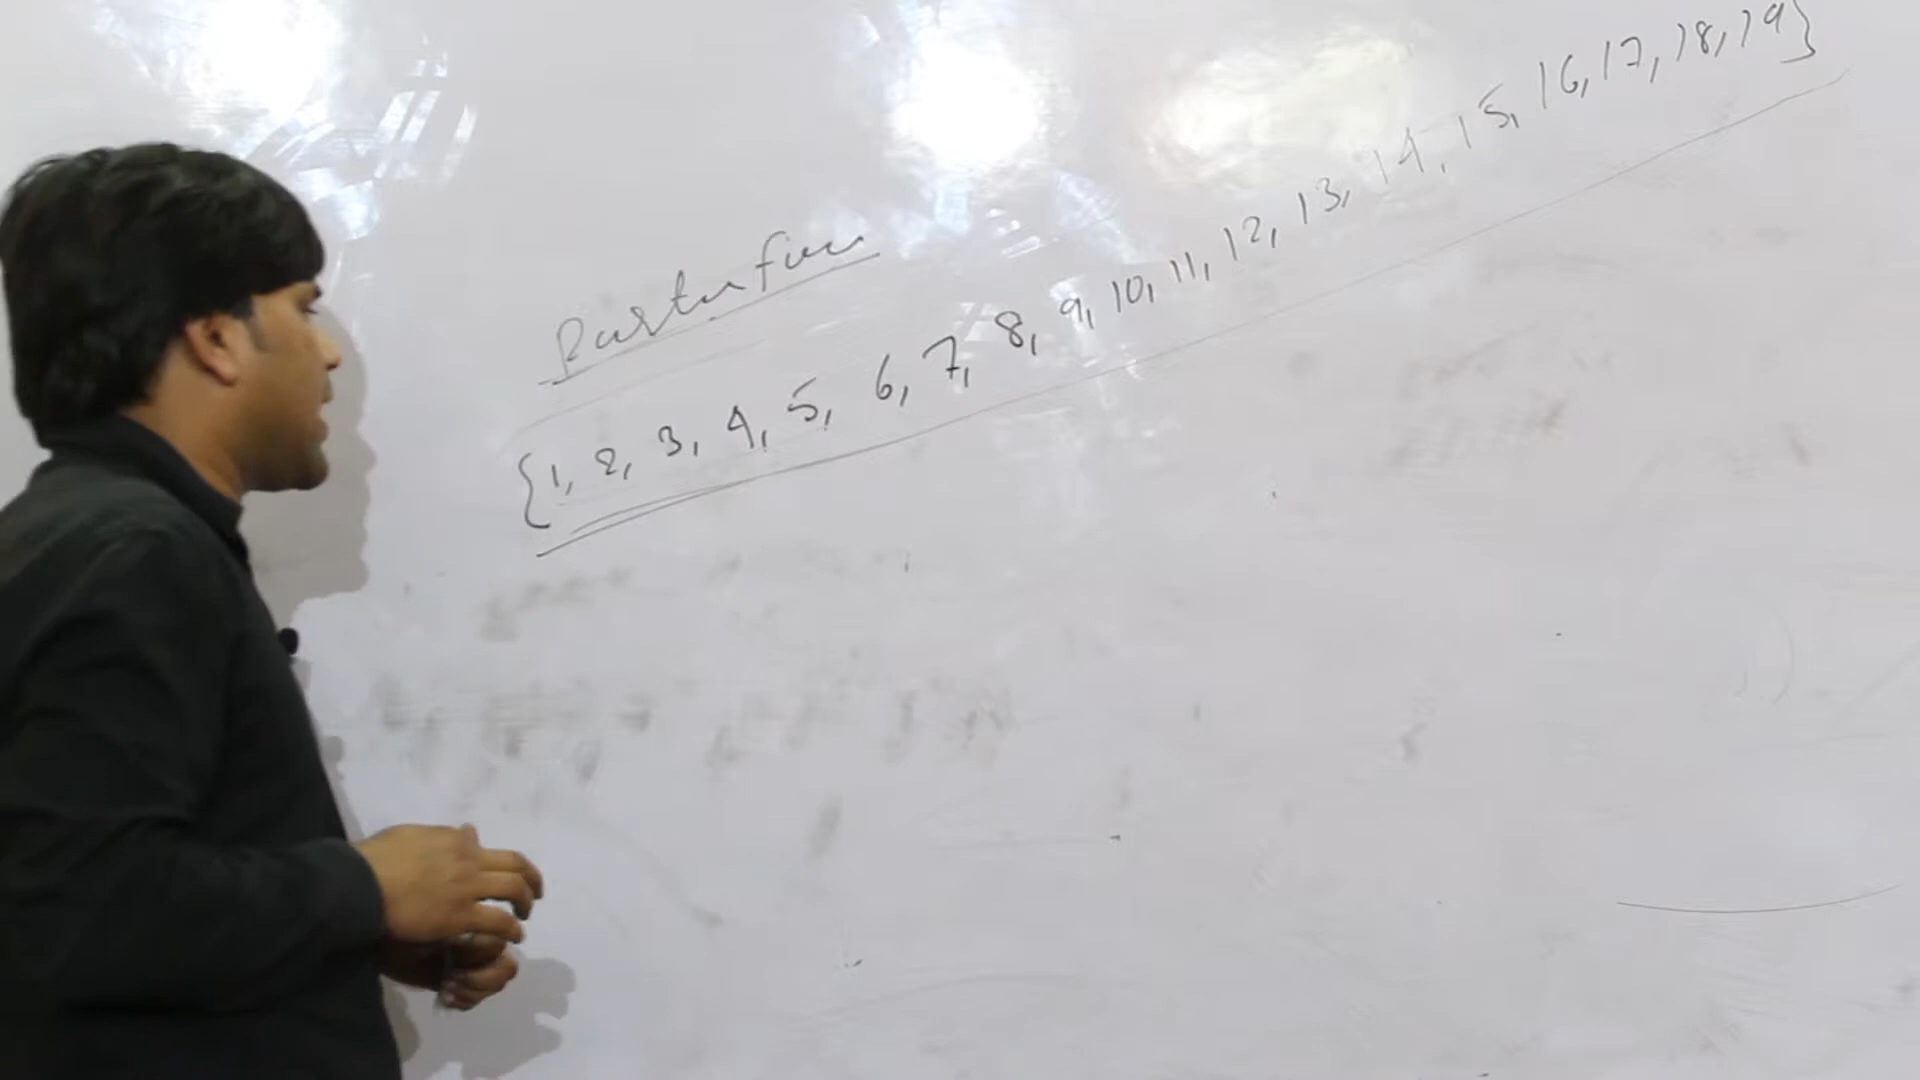 {1, 2, 3, 4, 5, 6, 7, 8, 9, 10, 11, 12, 13, 14, 15, 16, 17, 18, 19}